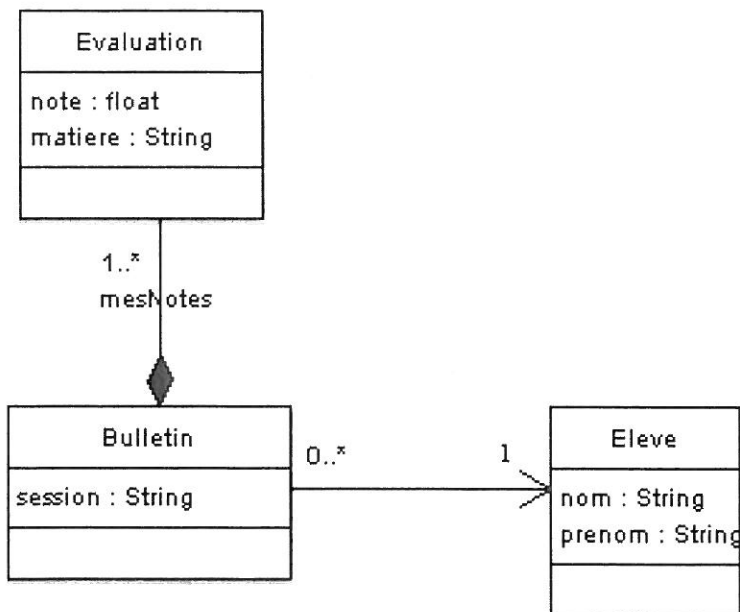 Evaluation
note : float
matiere : String
1..*
mesNotes
Bulletin
session : String
0..*
1
Eleve
nom : String
prenom : String